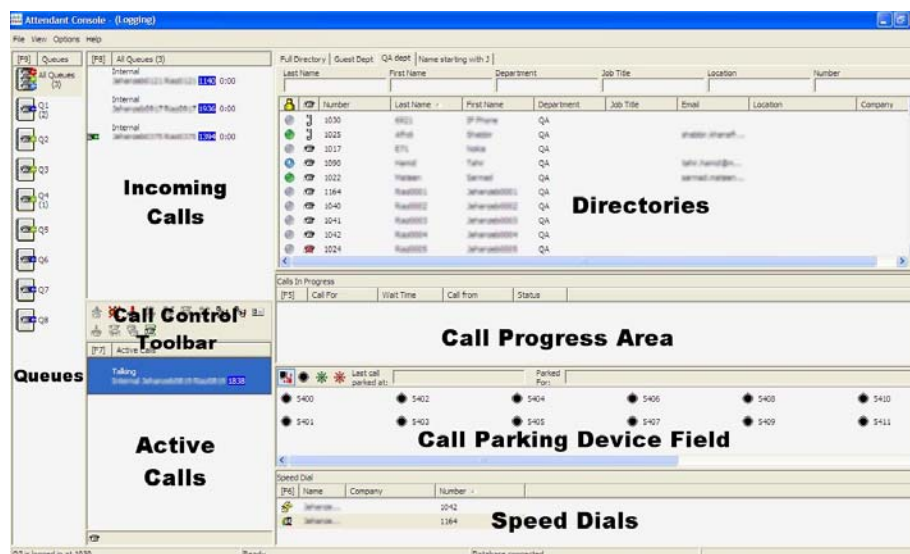 Attendant Console - (Logging)
File View Options Help
[F9] Queues
All Queues
(3)
Q1
(2)
Q2
Q3
Q4
(1)
Q5
Q6
Q7
Q8
Queues
[F8] All Queues (3)
Internal
1140 0:00
Internal
1936 0:00
Internal
1394 0:00
Incoming
Calls
Call Control
Toolbar
[F7] Active Calls
Talking
Internal 1838
Active
Calls
Full Directory Guest Dept QA dept Name starting with J
Last Name First Name Department Job Title Location Number
Number Last Name First Name Department Job Title Email Location Company
1030 QA
1025 QA
1017 QA
1090 QA
1022 QA
1164 QA
1040 QA
1041 QA
1042 QA
1024 QA
Directories
Calls In Progress
[F5] Call For Wait Time Call from Status
Call Progress Area
Last call
parked at:
Parked
For:
5400 5402 5404 5406 5408 5410
5401 5403 5405 5407 5409 5411
Call Parking Device Field
Speed Dial
[F6] Name Company Number
1042
1164
Speed Dials
Ready
Database connected